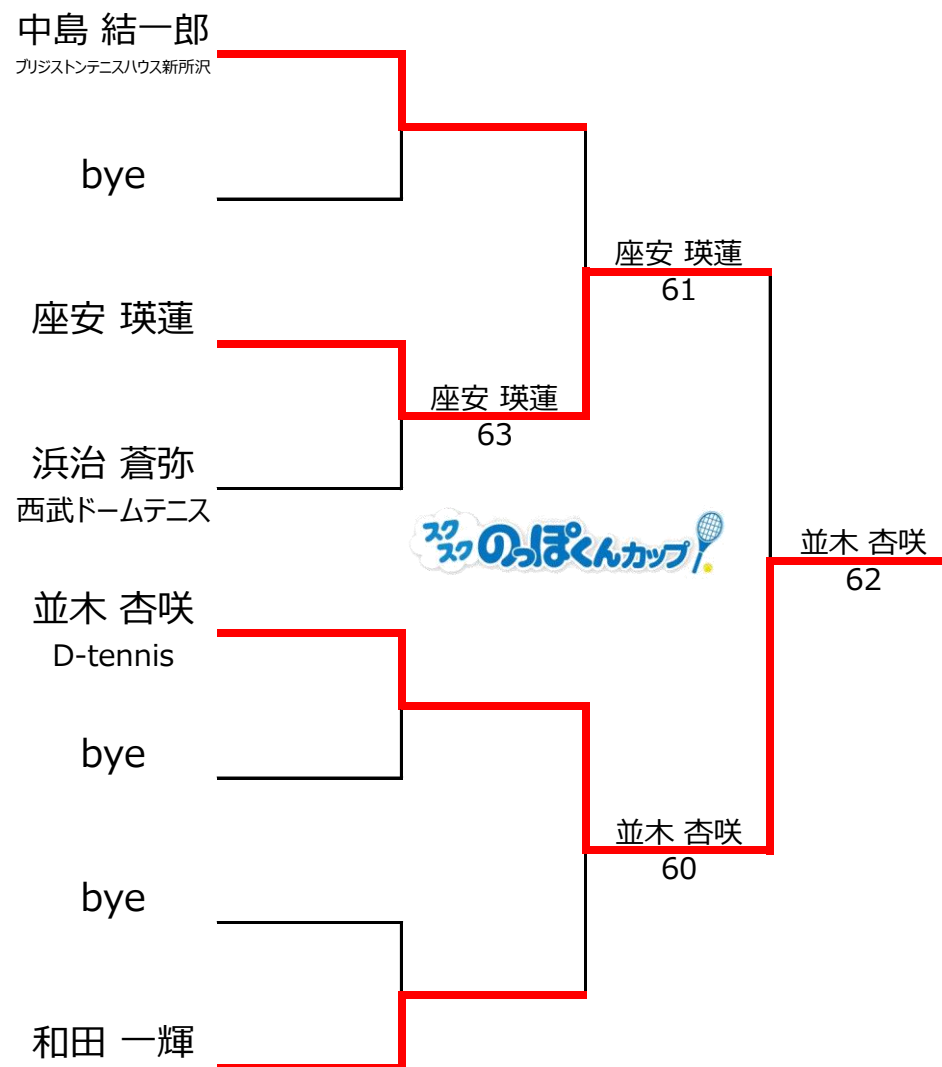 中島 結一郎
ブリジストンテニスハウス新所沢
bye
座安 瑛蓮
61
座安 瑛蓮
座安 瑛蓮
63
浜治 蒼弥
西武ドームテニス
スクスクのっぽくんカップ
並木 杏咲
62
並木 杏咲
D-tennis
bye
並木 杏咲
60
bye
和田 一輝